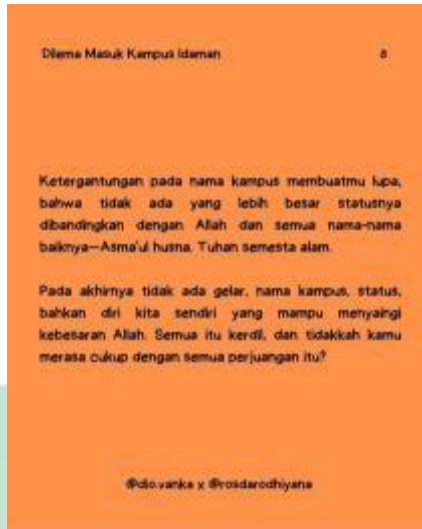 Dilema Masuk Kampus Idaman
8
Ketergantungan pada nama kampus membuatmu lupa,
bahwa tidak ada yang lebih besar statusnya
dibandingkan dengan Allah dan semua nama-nama
baiknya—Asma'ul husna. Tuhan semesta alam.
Pada akhirnya tidak ada gelar, nama kampus, status,
bahkan diri kita sendiri yang mampu menyaingi
kebesaran Allah. Semua itu kerdil, dan tidakkah kamu
merasa cukup dengan semua perjuangan itu?
@dio.vanka x @rosdarodhiyana